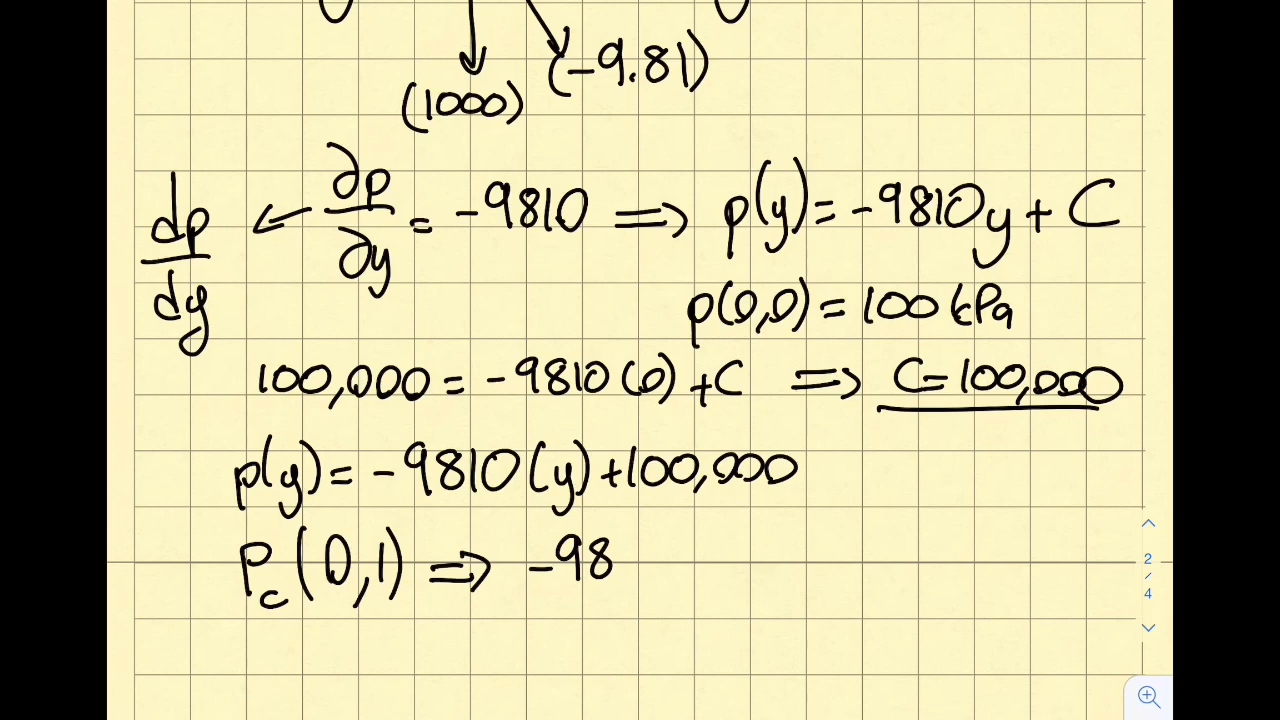 (1000) (-9.81)
dp/dy ← ∂p/∂y = -9810 ⟹ p(y) = -9810y + C
p(0,0) = 100 kPa
100,000 = -9810(0) + C ⟹ C = 100,000
p(y) = -9810(y) + 100,000
P_c(0,1) ⟹ -98
2
/
4